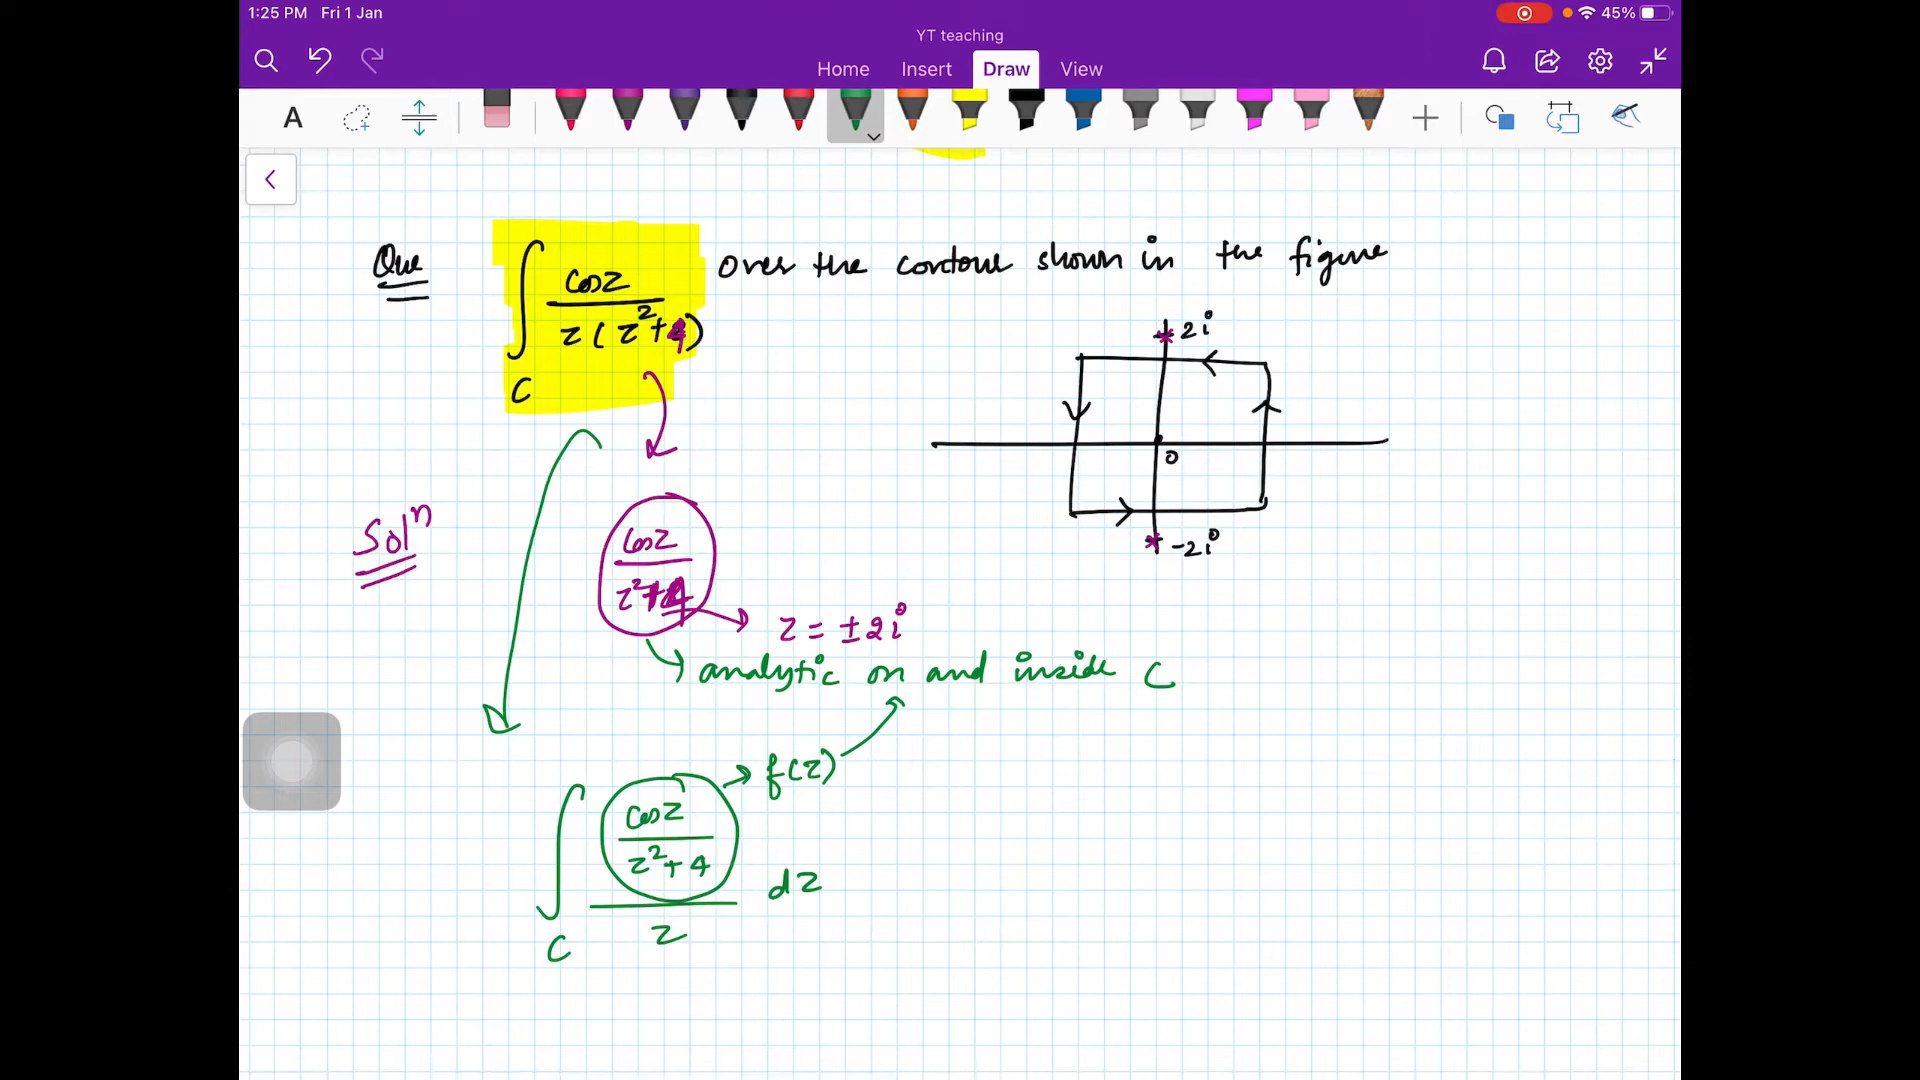 1:25 PM Fri 1 Jan
45%
YT teaching
Home Insert Draw View
A
Que ∫ cosz over the contour shown in the figure
z(z²+4)
C
2i
0
-2i
Solⁿ
cosz
z²+4
z = ±2i
analytic on and inside C
f(z)
∫ cosz
z²+4 dz
C z